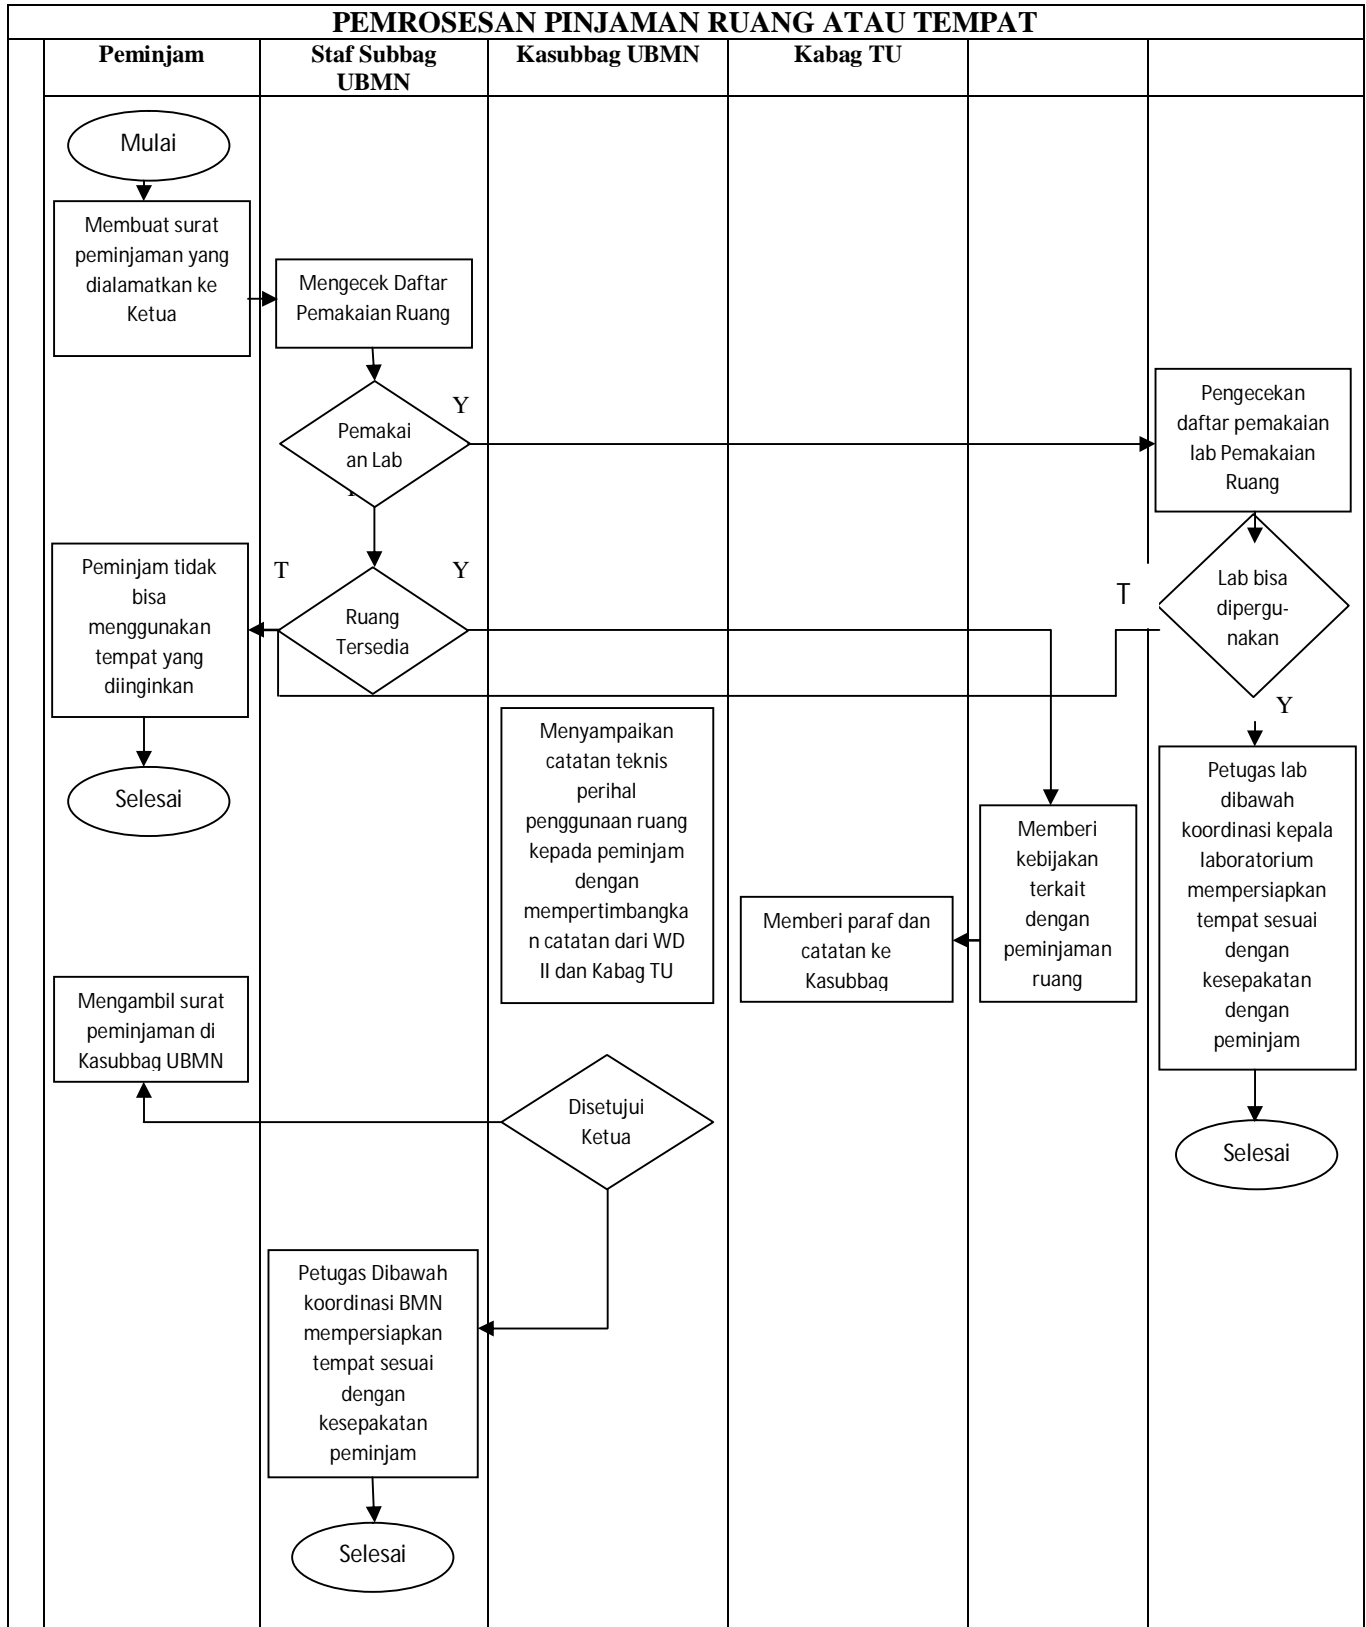 PEMROSESAN PINJAMAN RUANG ATAU TEMPAT
Peminjam
Staf Subbag
UBMN
Kasubbag UBMN
Kabag TU
Mulai
Membuat surat
peminjaman yang
dialamatkan ke
Ketua
Mengecek Daftar
Pemakaian Ruang
Pemakai
an Lab
Y
Pengecekan
daftar pemakaian
lab Pemakaian
Ruang
Peminjam tidak
bisa
menggunakan
tempat yang
diinginkan
T
Ruang
Tersedia
Y
T
Lab bisa
dipergu-
nakan
Y
Selesai
Menyampaikan
catatan teknis
perihal
penggunaan ruang
kepada peminjam
dengan
mempertimbangka
n catatan dari WD
II dan Kabag TU
Memberi paraf dan
catatan ke
Kasubbag
Memberi
kebijakan
terkait
dengan
peminjaman
ruang
Petugas lab
dibawah
koordinasi kepala
laboratorium
mempersiapkan
tempat sesuai
dengan
kesepakatan
dengan
peminjam
Mengambil surat
peminjaman di
Kasubbag UBMN
Disetujui
Ketua
Selesai
Petugas Dibawah
koordinasi BMN
mempersiapkan
tempat sesuai
dengan
kesepakatan
peminjam
Selesai